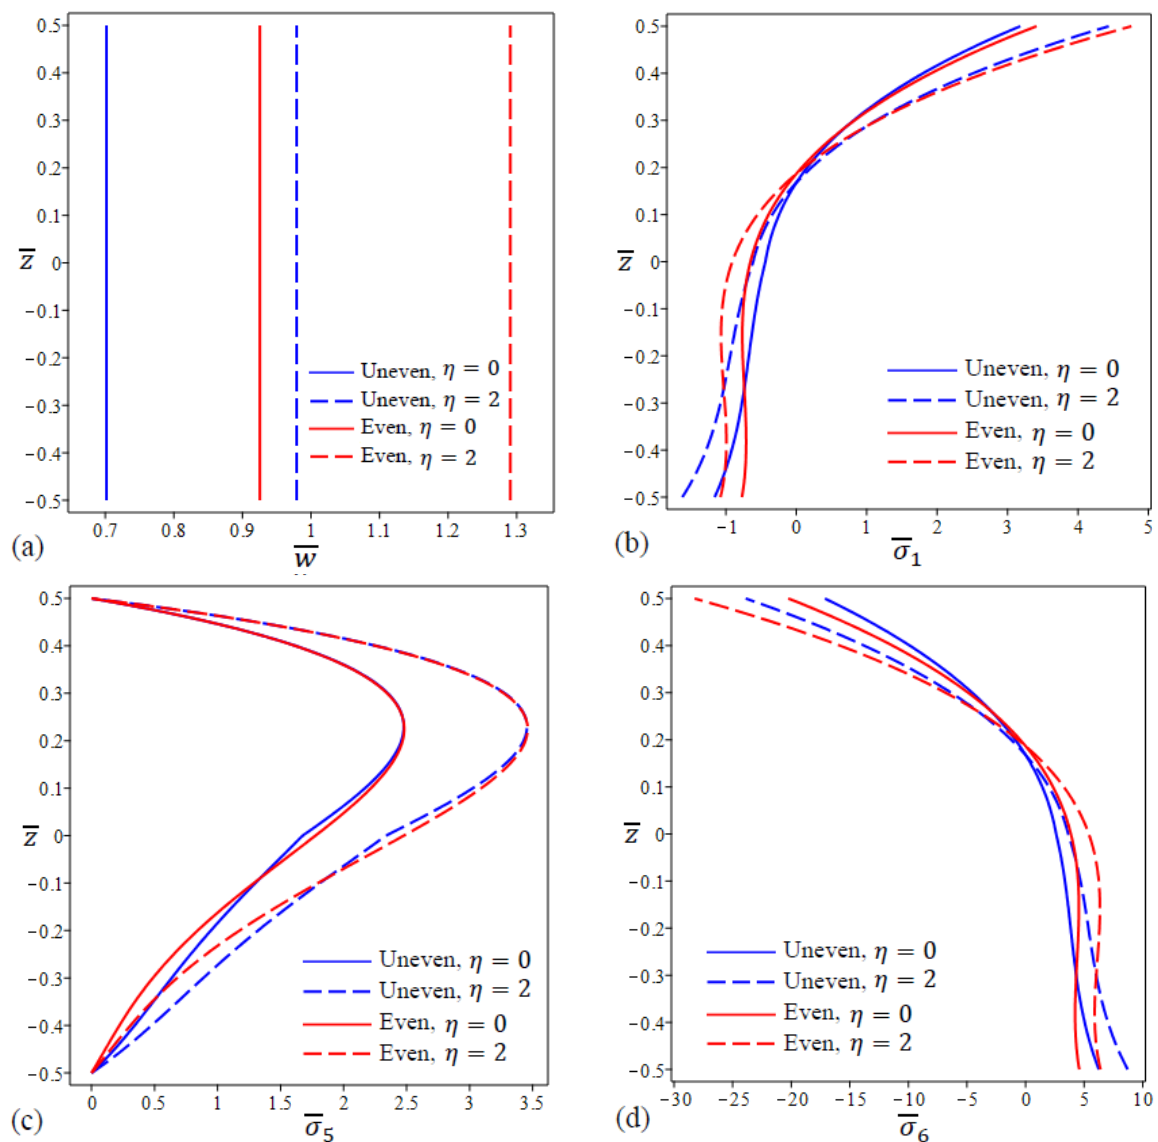 0.5
0.4
0.3
0.2
0.1
z̅ 0
−0.1
−0.2
−0.3
−0.4
−0.5
Uneven, η = 0
Uneven, η = 2
Even, η = 0
Even, η = 2
0.7 0.8 0.9 1 1.1 1.2 1.3
(a) w̅
0.5
0.4
0.3
0.2
0.1
z̅ 0
−0.1
−0.2
−0.3
−0.4
−0.5
Uneven, η = 0
Uneven, η = 2
Even, η = 0
Even, η = 2
−1 0 1 2 3 4 5
(b) σ̅₁
0.5
0.4
0.3
0.2
0.1
z̅ 0
−0.1
−0.2
−0.3
−0.4
−0.5
Uneven, η = 0
Uneven, η = 2
Even, η = 0
Even, η = 2
0 0.5 1 1.5 2 2.5 3 3.5
(c) σ̅₅
0.5
0.4
0.3
0.2
0.1
z̅ 0
−0.1
−0.2
−0.3
−0.4
−0.5
Uneven, η = 0
Uneven, η = 2
Even, η = 0
Even, η = 2
−30 −25 −20 −15 −10 −5 0 5 10
(d) σ̅₆